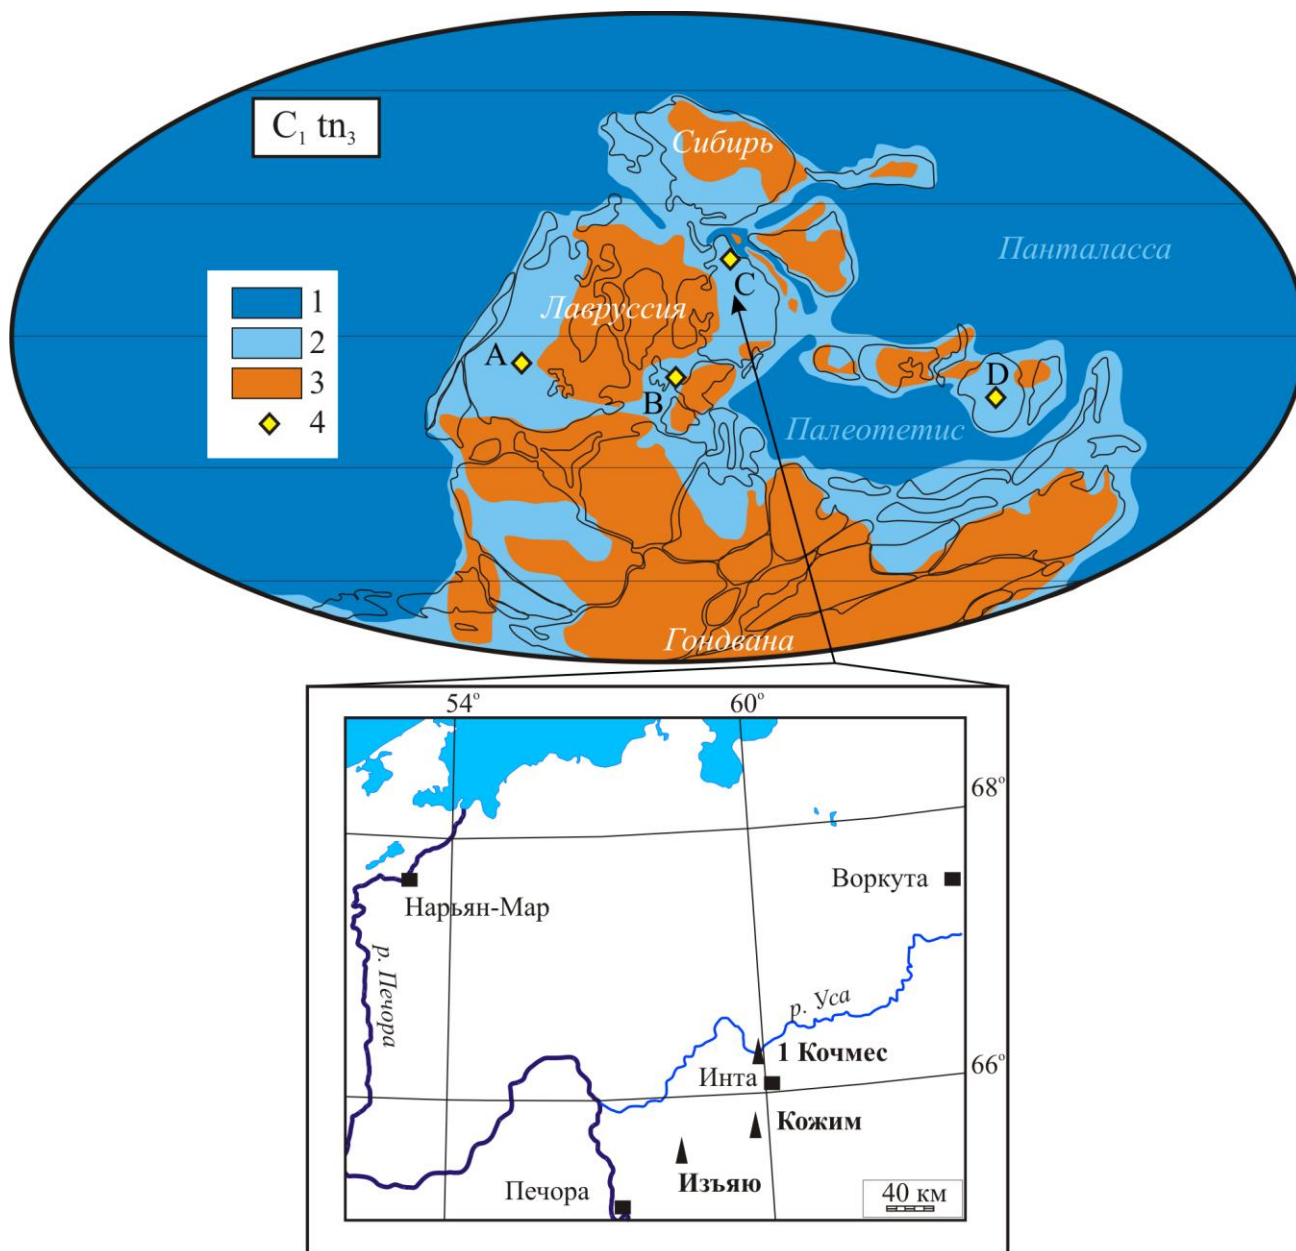 C₁ tn₃
Сибирь
Панталасса
1
2
3
4
Лавруссия
C
A
B
D
Палеотетис
Гондвана
54°
60°
68°
Воркута
Нарьян-Мар
р. Печора
р. Уса
1 Кочмес
66°
Инта
Кожим
Изъяю
Печора
40 км